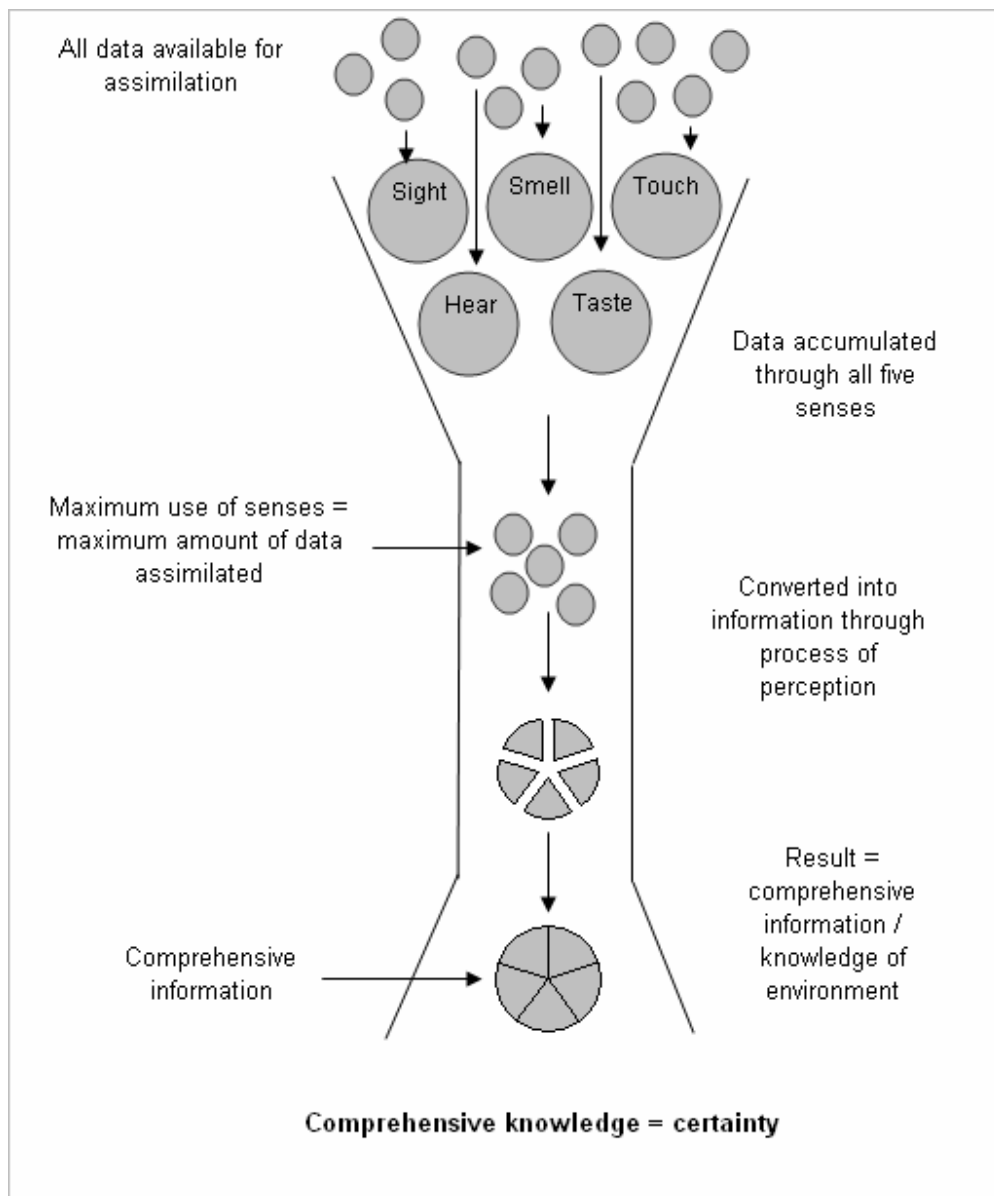 All data available for
assimilation
Sight
Smell
Touch
Hear
Taste
Data accumulated
through all five
senses
Maximum use of senses =
maximum amount of data
assimilated
Converted into
information through
process of
perception
Result =
comprehensive
information /
knowledge of
environment
Comprehensive
information
Comprehensive knowledge = certainty